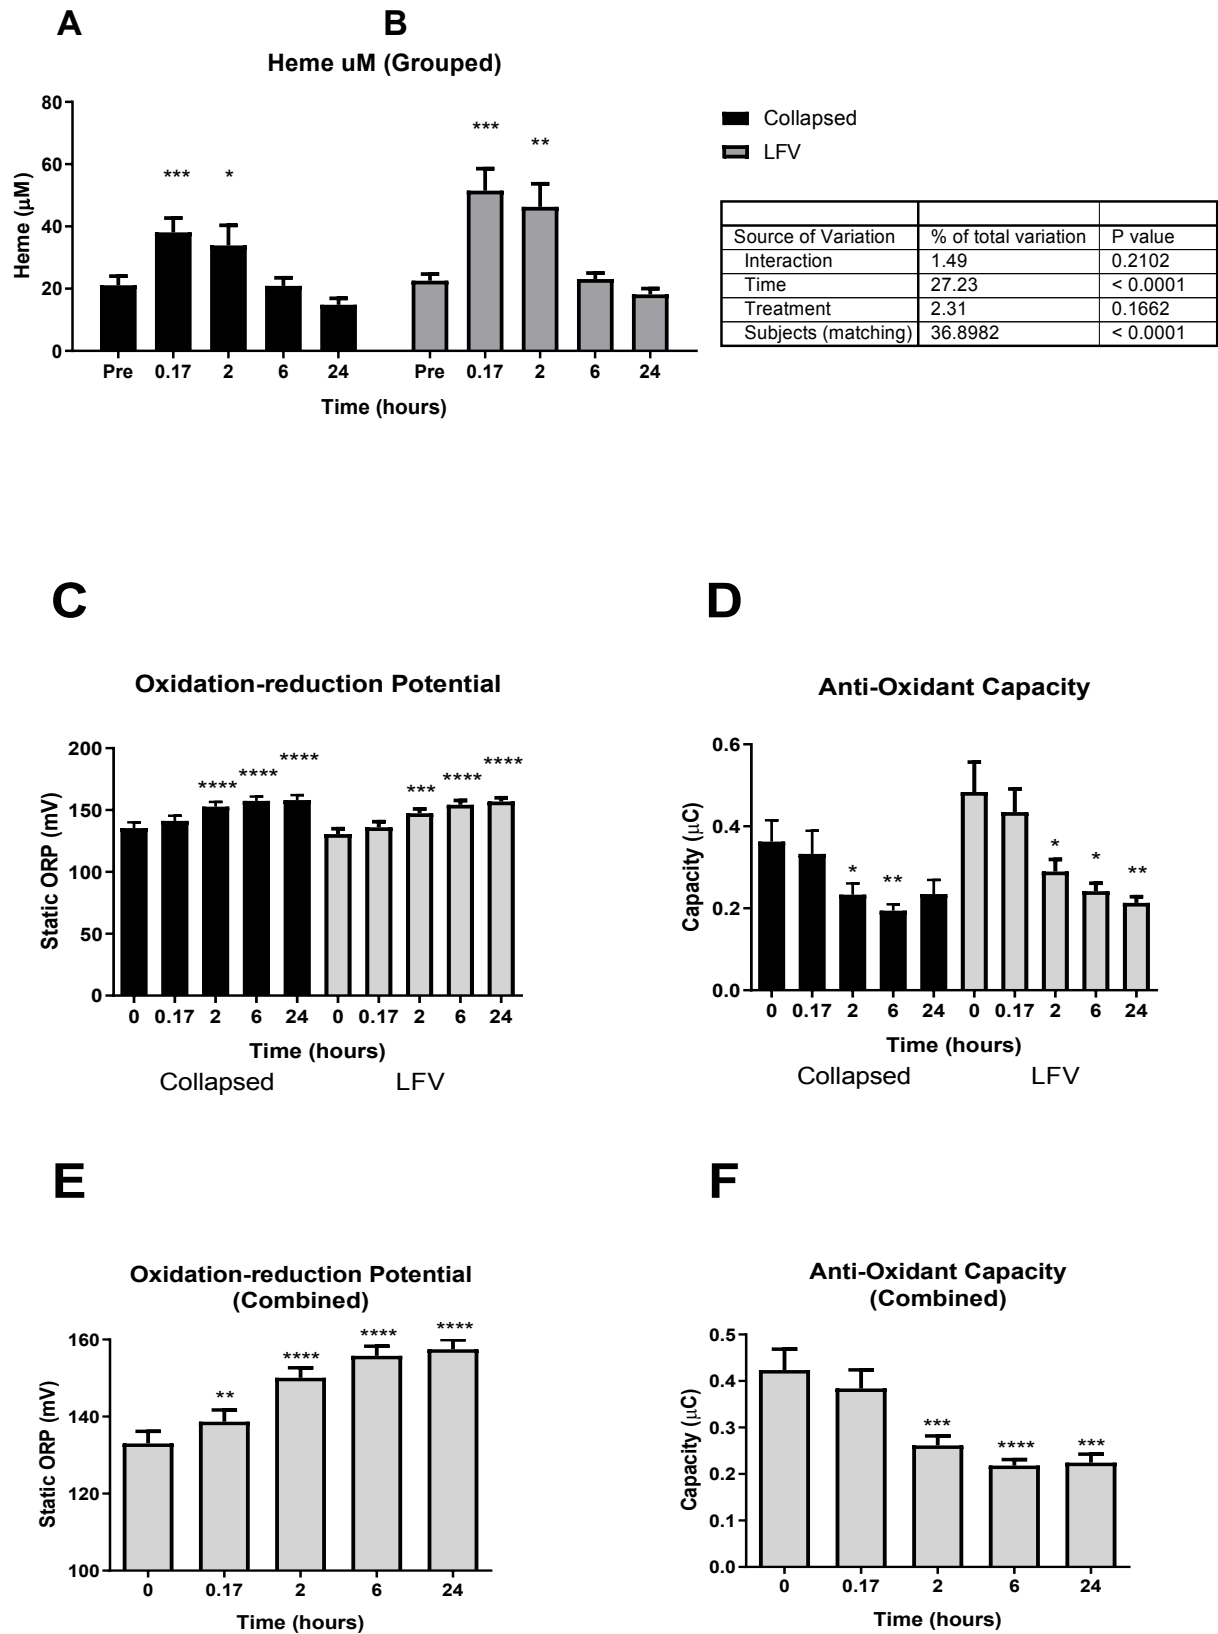 A
B
Heme uM (Grouped)
Heme (μM)
80
60
40
20
0
***
*
***
**
Pre 0.17 2 6 24 Pre 0.17 2 6 24
Time (hours)
Collapsed
LFV
Source of Variation % of total variation P value
Interaction 1.49 0.2102
Time 27.23 < 0.0001
Treatment 2.31 0.1662
Subjects (matching) 36.8982 < 0.0001
C
Oxidation-reduction Potential
Static ORP (mV)
200
150
100
50
0
**** **** **** *** **** ****
0 0.17 2 6 24 0 0.17 2 6 24
Time (hours)
Collapsed LFV
D
Anti-Oxidant Capacity
Capacity (μC)
0.6
0.4
0.2
0.0
* ** * * **
0 0.17 2 6 24 0 0.17 2 6 24
Time (hours)
Collapsed LFV
E
Oxidation-reduction Potential
(Combined)
Static ORP (mV)
160
140
120
100
** **** **** ****
0 0.17 2 6 24
Time (hours)
F
Anti-Oxidant Capacity
(Combined)
Capacity (μC)
0.5
0.4
0.3
0.2
0.1
0.0
*** **** ***
0 0.17 2 6 24
Time (hours)